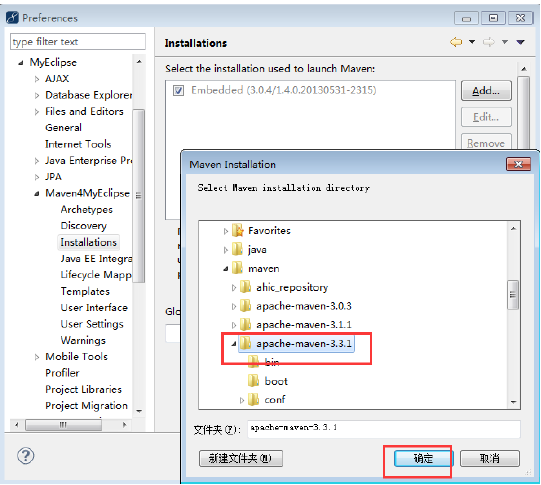 Preferences
type filter text
MyEclipse
AJAX
Database Explorer
Files and Editors
General
Internet Tools
Java Enterprise Pr
JPA
Maven4MyEclipse
Archetypes
Discovery
Installations
Java EE Integra
Lifecycle Mapp
Templates
User Interface
User Settings
Warnings
Mobile Tools
Profiler
Project Libraries
Project Migration
Installations
Select the installation used to launch Maven:
Embedded (3.0.4/1.4.0.20130531-2315)
Add...
Edit...
Remove
Glo
Maven Installation
Select Maven installation directory
Favorites
java
maven
ahic_repository
apache-maven-3.0.3
apache-maven-3.1.1
apache-maven-3.3.1
bin
boot
conf
文件夹(F):
apache-maven-3.3.1
新建文件夹(N)
确定
取消